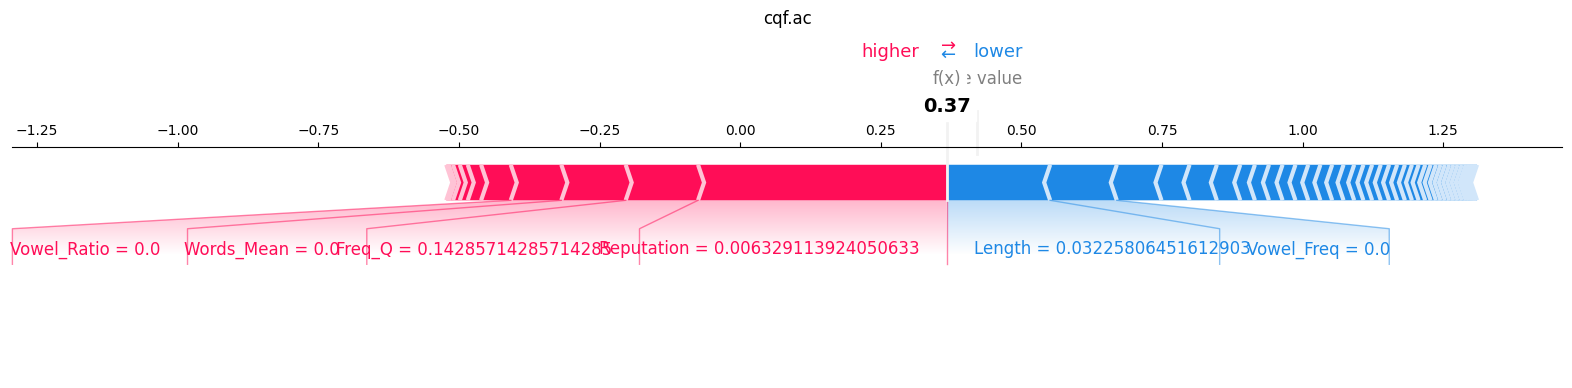 cqf.ac
higher → ← lower
f(x) e value
0.37
−1.25 −1.00 −0.75 −0.50 −0.25 0.00 0.25 0.50 0.75 1.00 1.25
Vowel_Ratio = 0.0 Words_Mean = 0.0 Freq_Q = 0.14285714285714285 Reputation = 0.006329113924050633 Length = 0.03225806451612903 Vowel_Freq = 0.0